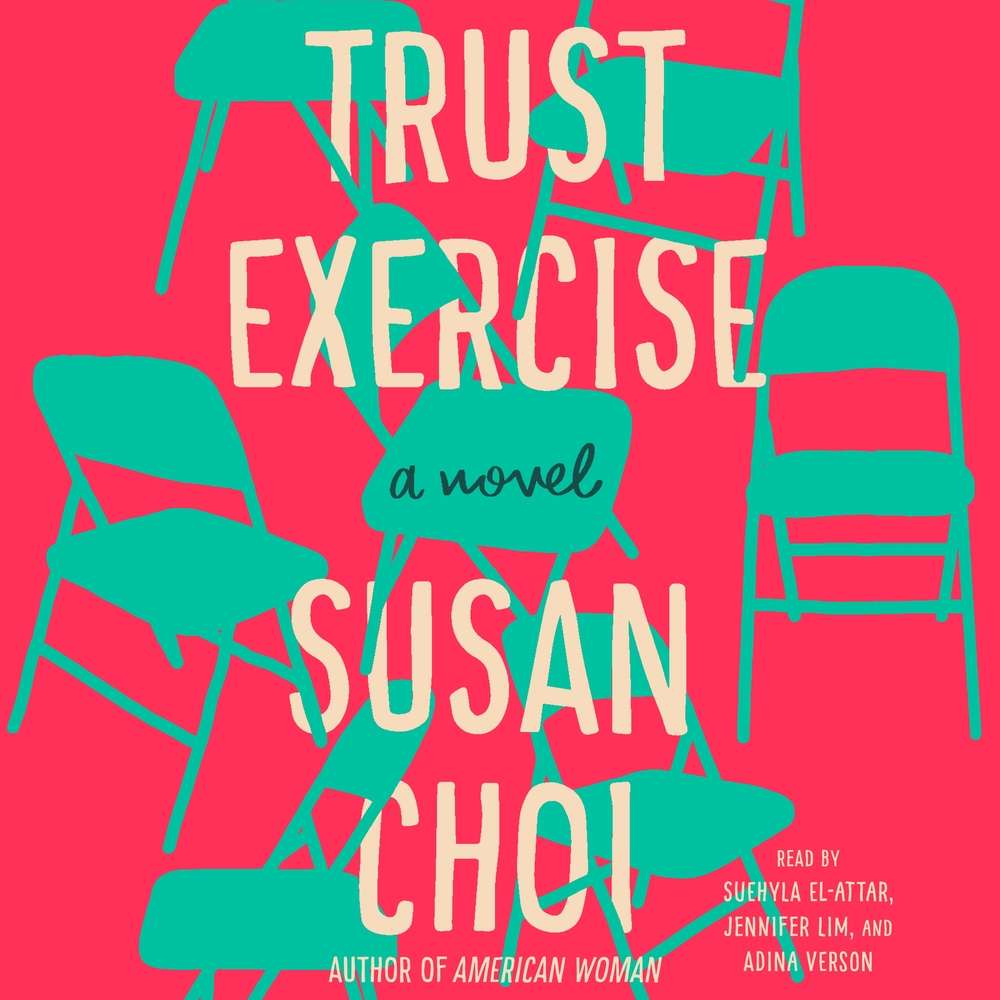 TRUST
EXERCISE
a novel
SUSAN
CHOI
AUTHOR OF AMERICAN WOMAN
READ BY
SUEHYLA EL-ATTAR,
JENNIFER LIM, AND
ADINA VERSON